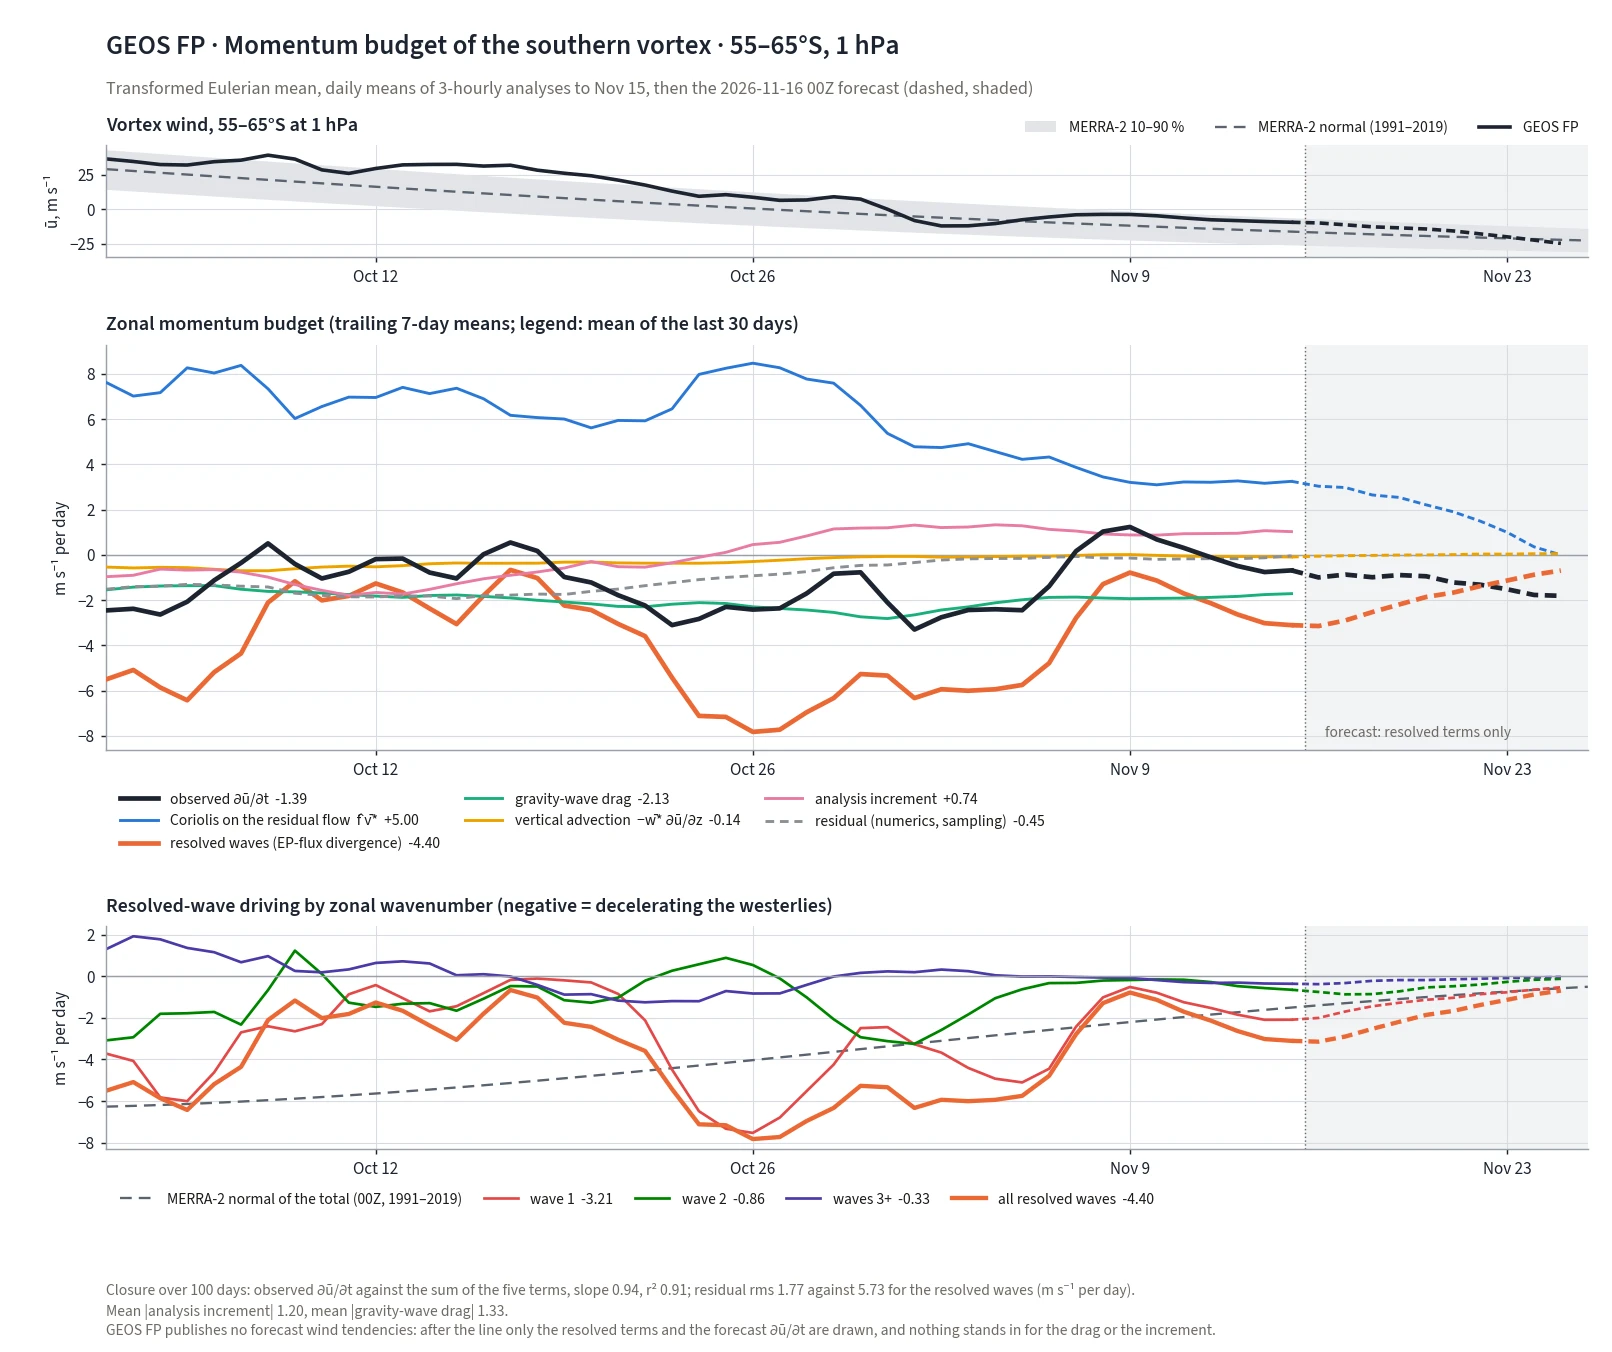 GEOS FP · Momentum budget of the southern vortex · 55–65°S, 1 hPa
Transformed Eulerian mean, daily means of 3-hourly analyses to Nov 15, then the 2026-11-16 00Z forecast (dashed, shaded)
Vortex wind, 55–65°S at 1 hPa
MERRA-2 10–90 %
MERRA-2 normal (1991–2019)
GEOS FP
ū, m s⁻¹
25
0
−25
Oct 12
Oct 26
Nov 9
Nov 23
Zonal momentum budget (trailing 7-day means; legend: mean of the last 30 days)
m s⁻¹ per day
8
6
4
2
0
−2
−4
−6
−8
forecast: resolved terms only
Oct 12
Oct 26
Nov 9
Nov 23
observed ∂ū/∂t -1.39
Coriolis on the residual flow f v̄* +5.00
resolved waves (EP-flux divergence) -4.40
gravity-wave drag -2.13
vertical advection −w̄* ∂ū/∂z -0.14
analysis increment +0.74
residual (numerics, sampling) -0.45
Resolved-wave driving by zonal wavenumber (negative = decelerating the westerlies)
m s⁻¹ per day
2
0
−2
−4
−6
−8
Oct 12
Oct 26
Nov 9
Nov 23
MERRA-2 normal of the total (00Z, 1991–2019)
wave 1 -3.21
wave 2 -0.86
waves 3+ -0.33
all resolved waves -4.40
Closure over 100 days: observed ∂ū/∂t against the sum of the five terms, slope 0.94, r² 0.91; residual rms 1.77 against 5.73 for the resolved waves (m s⁻¹ per day).
Mean |analysis increment| 1.20, mean |gravity-wave drag| 1.33.
GEOS FP publishes no forecast wind tendencies: after the line only the resolved terms and the forecast ∂ū/∂t are drawn, and nothing stands in for the drag or the increment.